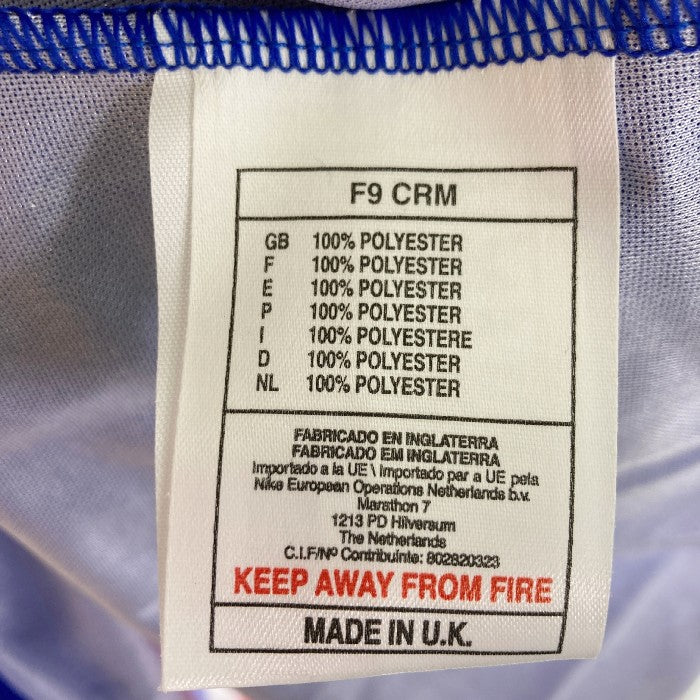 F9 CRM
GB 100% POLYESTER
F 100% POLYESTER
E 100% POLYESTER
P 100% POLYESTER
I 100% POLYESTERE
D 100% POLYESTER
NL 100% POLYESTER
FABRICADO EN INGLATERRA
FABRICADO EM INGLATERRA
Importado a la UE \ Importado par a UE pela
Nike European Operations Netherlands b.v.
Marathon 7
1213 PD Hilversum
The Netherlands
C.I.F/Nº Contribuinte: 802820323
KEEP AWAY FROM FIRE
MADE IN U.K.